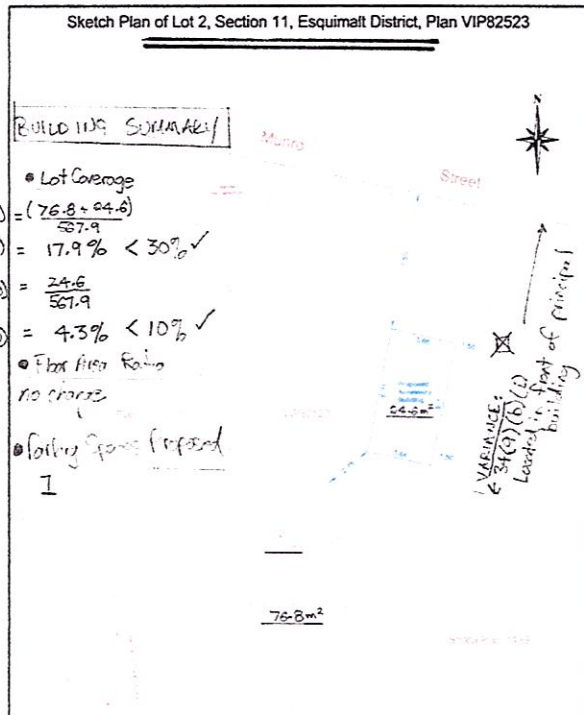 Sketch Plan of Lot 2, Section 11, Esquimalt District, Plan VIP82523
BUILDING SUMMARY
Munro
Street
N
• Lot Coverage
= (76.8 + 24.6)
567.9
= 17.9% < 30% ✓
= 24.6
567.9
= 4.3% < 10% ✓
• Floor Area Ratio
no change
• Parking Spaces Proposed
1
24.6m²
76.8m²
VARIANCE:
34(9)(b)(i)
Located in front of principal
building